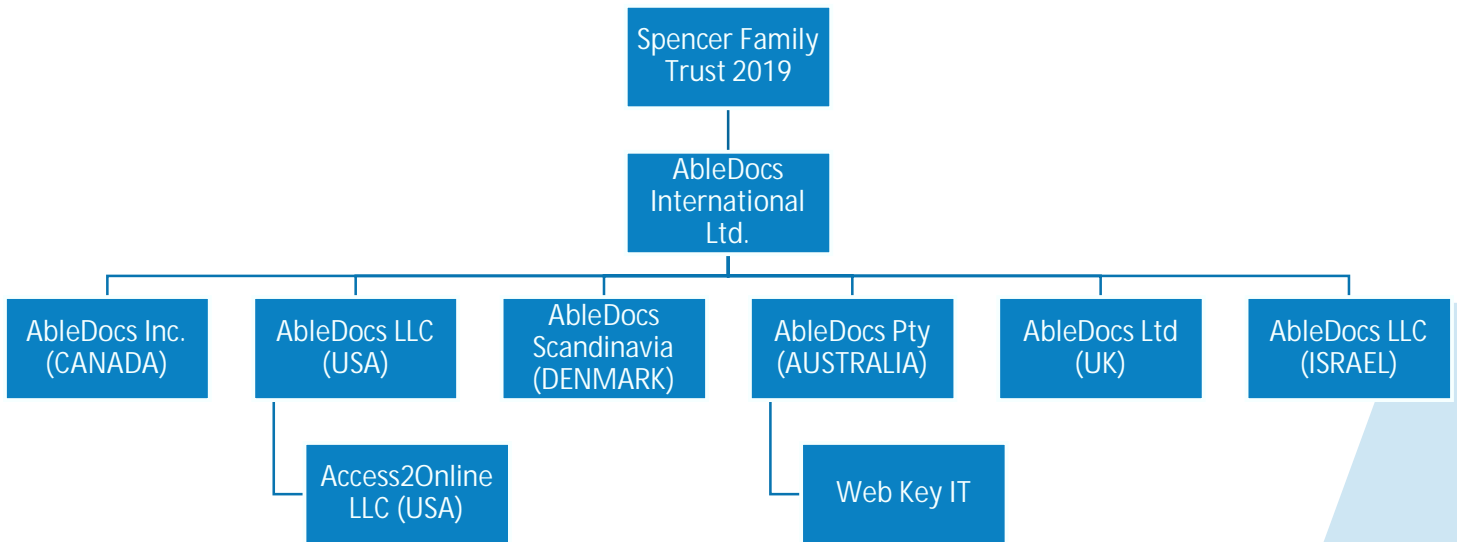 Spencer Family
Trust 2019
AbleDocs
International
Ltd.
AbleDocs Inc.
(CANADA)
AbleDocs LLC
(USA)
AbleDocs
Scandinavia
(DENMARK)
AbleDocs Pty
(AUSTRALIA)
AbleDocs Ltd
(UK)
AbleDocs LLC
(ISRAEL)
Access2Online
LLC (USA)
Web Key IT